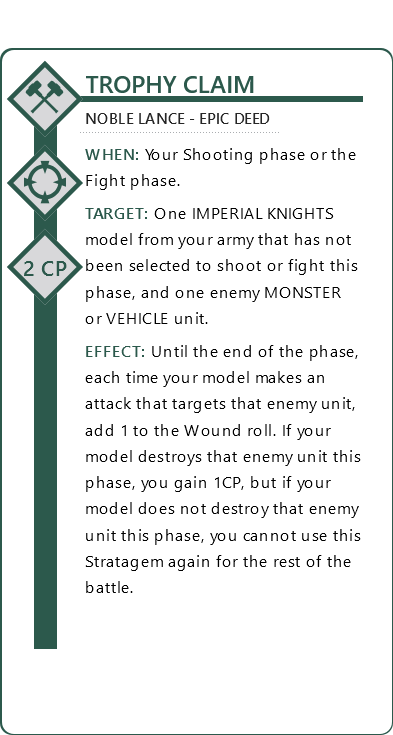 TROPHY CLAIM
NOBLE LANCE - EPIC DEED
WHEN: Your Shooting phase or the
Fight phase.
TARGET: One IMPERIAL KNIGHTS
model from your army that has not
2 CP
been selected to shoot or fight this
phase, and one enemy MONSTER
or VEHICLE unit.
EFFECT: Until the end of the phase,
each time your model makes an
attack that targets that enemy unit,
add 1 to the Wound roll. If your
model destroys that enemy unit this
phase, you gain 1CP, but if your
model does not destroy that enemy
unit this phase, you cannot use this
Stratagem again for the rest of the
battle.